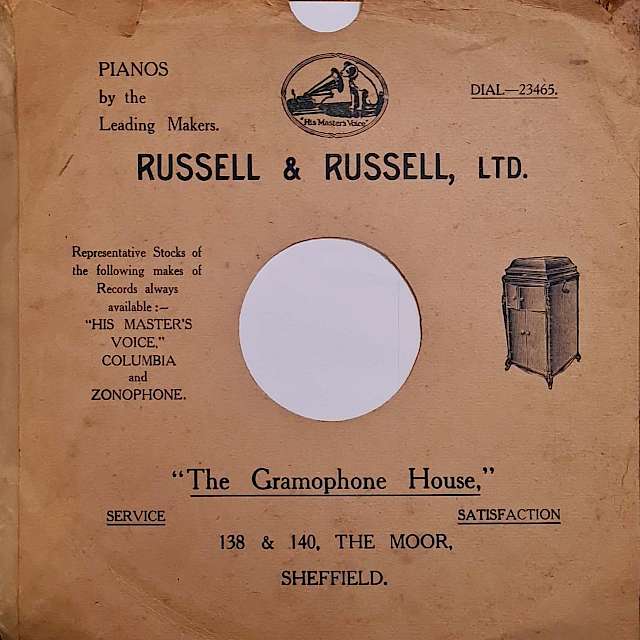 PIANOS
by the
Leading Makers.
"His Master's Voice"
DIAL—23465.
RUSSELL & RUSSELL, LTD.
Representative Stocks of
the following makes of
Records always
available :—
"HIS MASTER'S
VOICE,"
COLUMBIA
and
ZONOPHONE.
"The Gramophone House,"
SERVICE
SATISFACTION
138 & 140, THE MOOR,
SHEFFIELD.